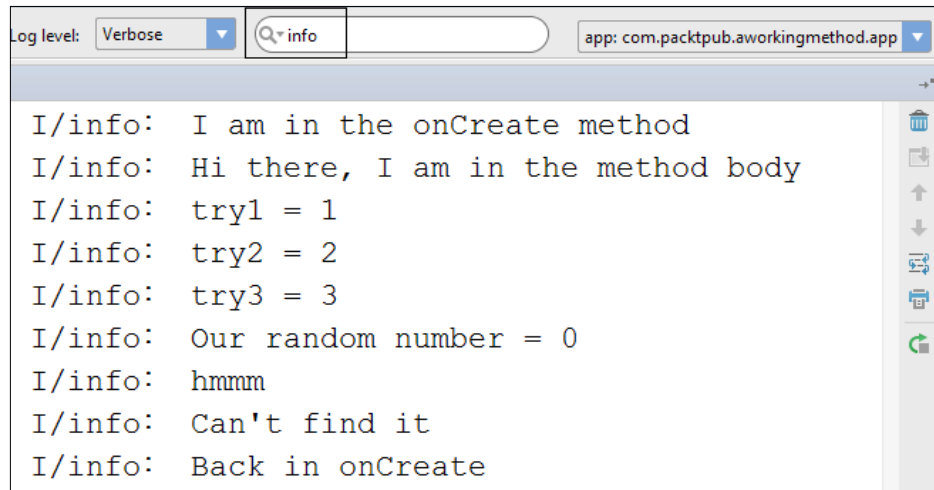 Log level: Verbose info app: com.packtpub.aworkingmethod.app
I/info: I am in the onCreate method
I/info: Hi there, I am in the method body
I/info: try1 = 1
I/info: try2 = 2
I/info: try3 = 3
I/info: Our random number = 0
I/info: hmmm
I/info: Can't find it
I/info: Back in onCreate